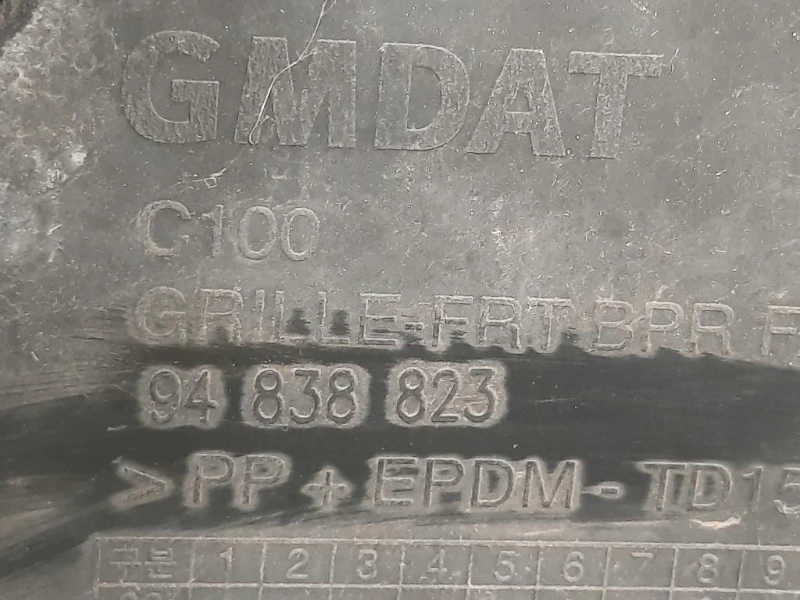 GMDAT
C100
GRILLE-FRT BPR F
94 838 823
>PP+EPDM-TD15
구분 1 2 3 4 5 6 7 8 9